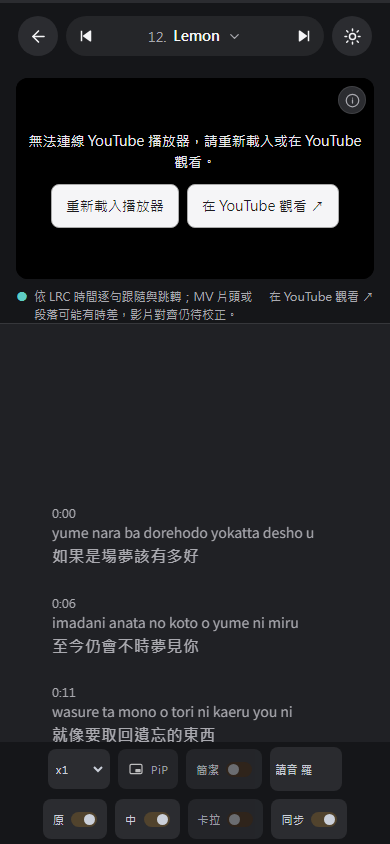 12. Lemon
無法連線 YouTube 播放器，請重新載入或在 YouTube
觀看。
重新載入播放器
在 YouTube 觀看 ↗
依 LRC 時間逐句跟隨與跳轉；MV 片頭或
段落可能有時差，影片對齊仍待校正。
在 YouTube 觀看 ↗
0:00
yume nara ba dorehodo yokatta desho u
如果是場夢該有多好
0:06
imadani anata no koto o yume ni miru
至今仍會不時夢見你
0:11
wasure ta mono o tori ni kaeru you ni
就像要取回遺忘的東西
x1
PiP
簡潔
讀音 羅
原
中
卡拉
同步